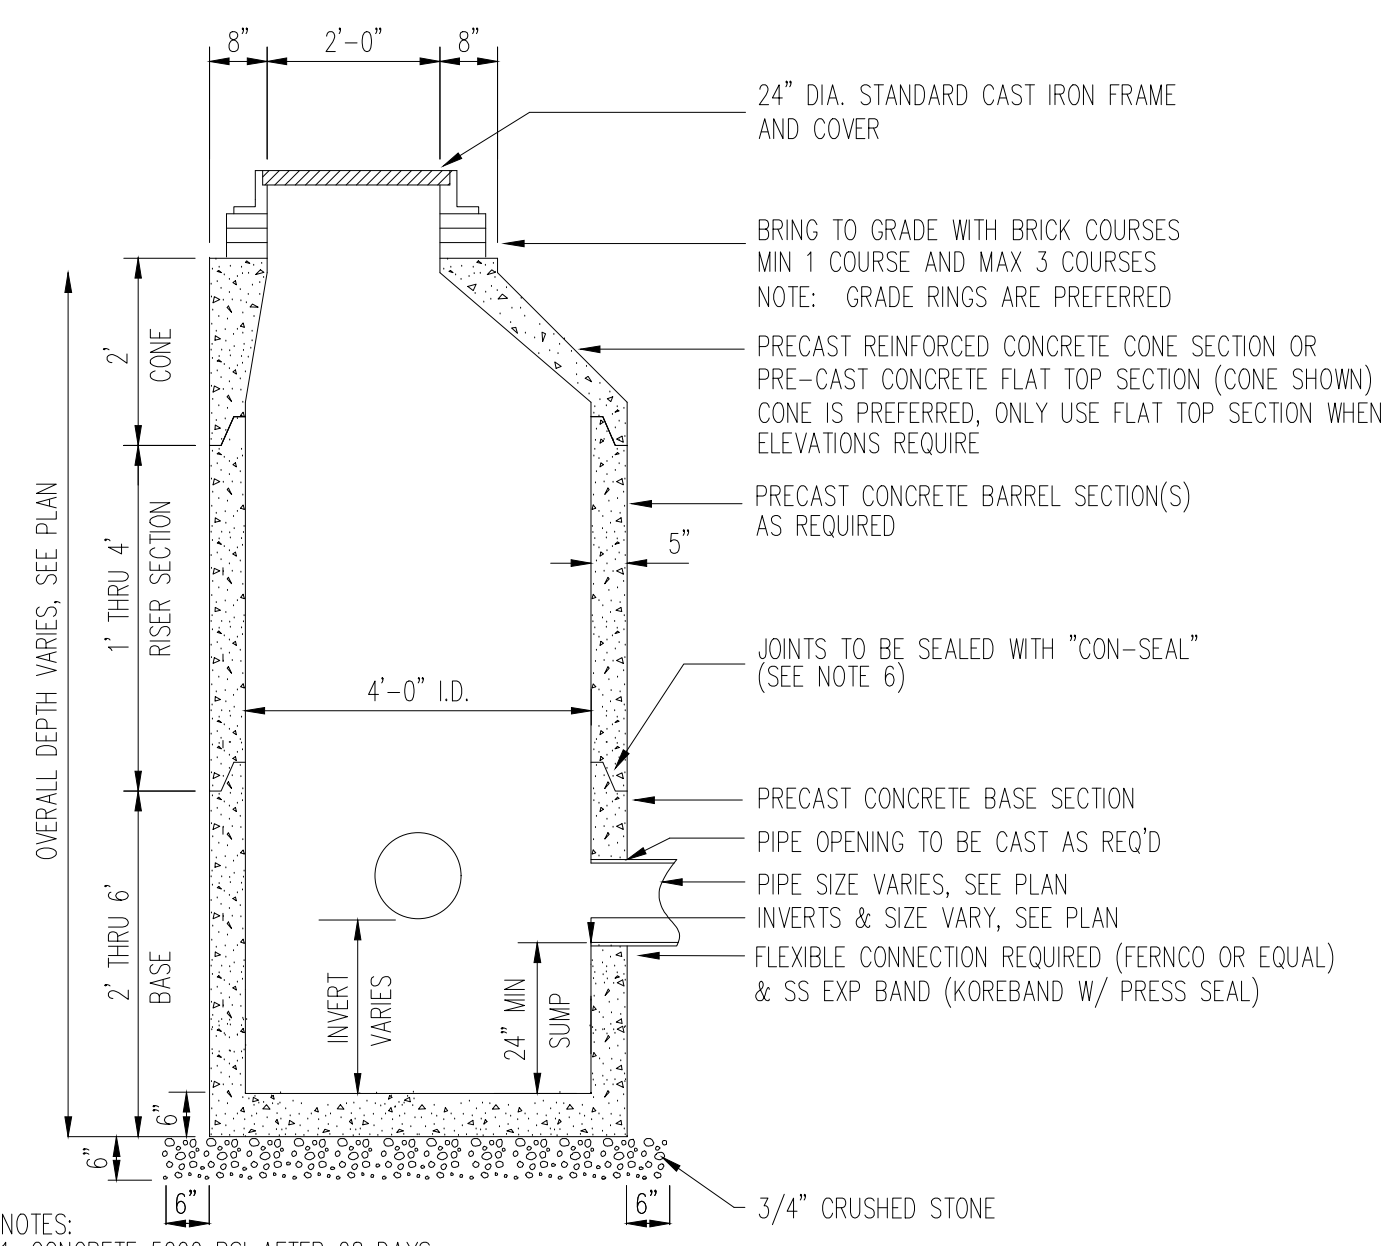 8" 2'-0" 8"
24" DIA. STANDARD CAST IRON FRAME
AND COVER
BRING TO GRADE WITH BRICK COURSES
MIN 1 COURSE AND MAX 3 COURSES
NOTE: GRADE RINGS ARE PREFERRED
PRECAST REINFORCED CONCRETE CONE SECTION OR
PRE-CAST CONCRETE FLAT TOP SECTION (CONE SHOWN)
CONE IS PREFERRED, ONLY USE FLAT TOP SECTION WHEN
ELEVATIONS REQUIRE
2'
CONE
PRECAST CONCRETE BARREL SECTION(S)
AS REQUIRED
5"
OVERALL DEPTH VARIES, SEE PLAN
1' THRU 4'
RISER SECTION
JOINTS TO BE SEALED WITH "CON-SEAL"
(SEE NOTE 6)
4'-0" I.D.
PRECAST CONCRETE BASE SECTION
PIPE OPENING TO BE CAST AS REQ'D
PIPE SIZE VARIES, SEE PLAN
INVERTS & SIZE VARY, SEE PLAN
FLEXIBLE CONNECTION REQUIRED (FERNCO OR EQUAL)
& SS EXP BAND (KOREBAND W/ PRESS SEAL)
2' THRU 6'
BASE
INVERT
VARIES
24" MIN
SUMP
6"
6"
6" 6"
3/4" CRUSHED STONE
NOTES: